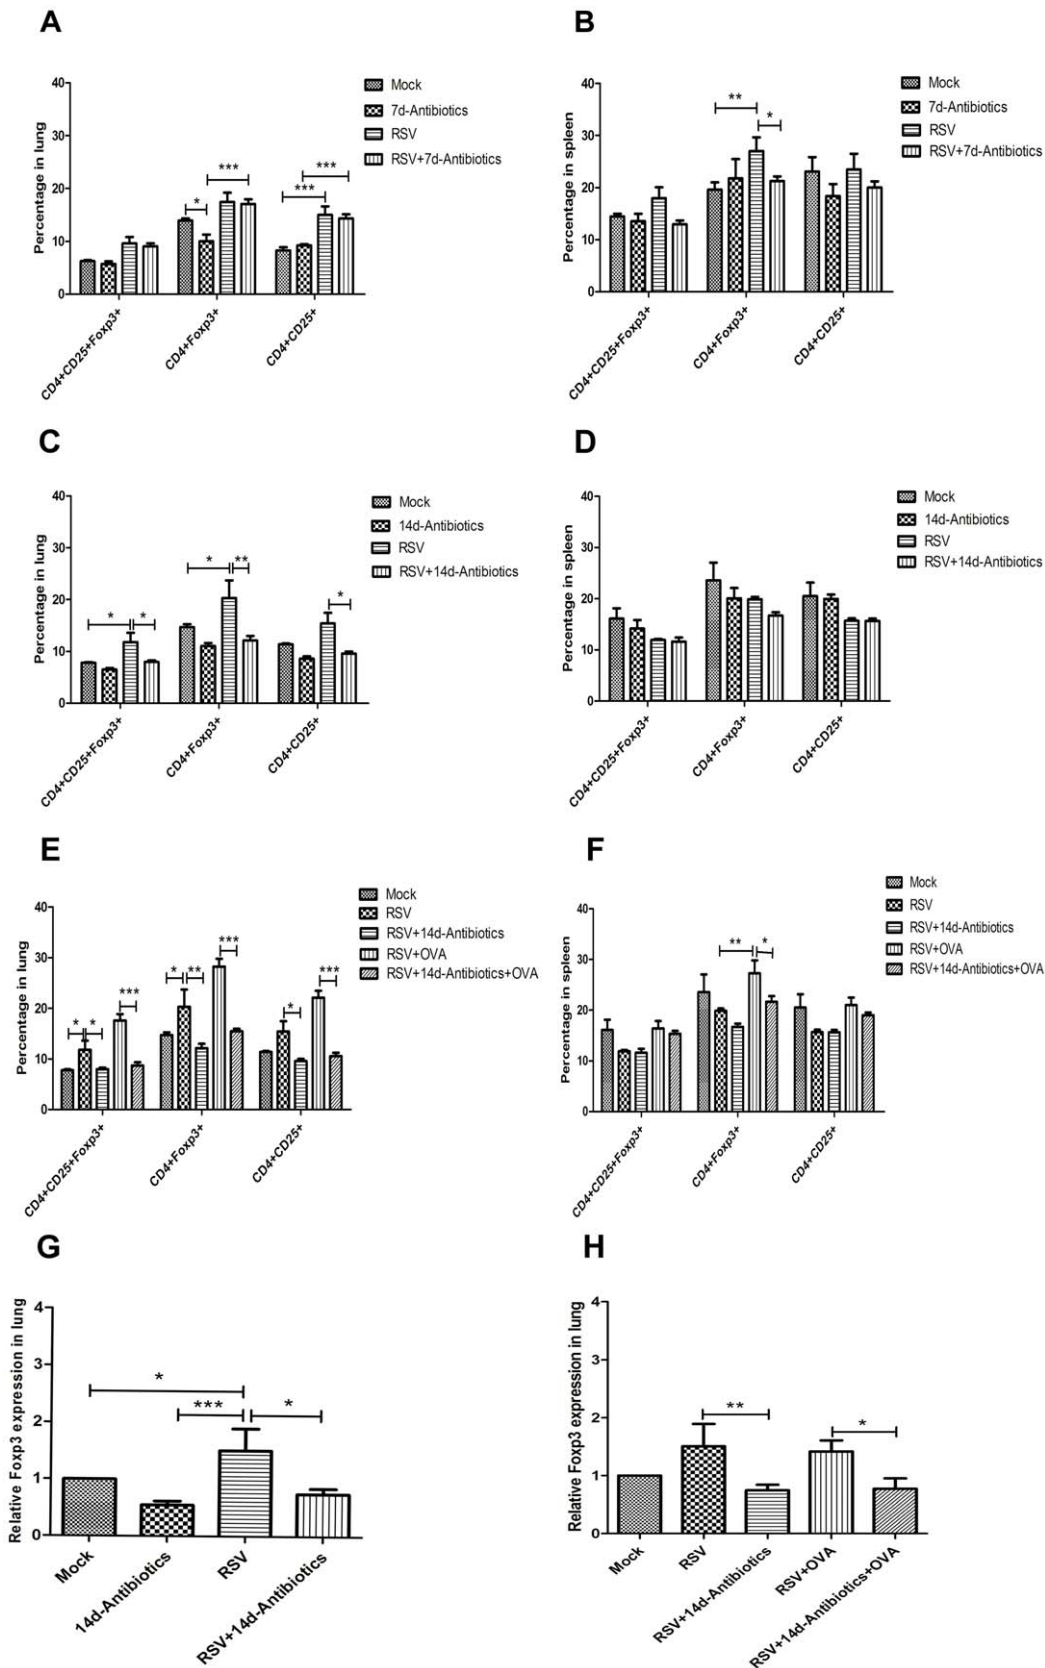 A
Percentage in lung
40
30
20
10
0
*
***
***
***
Mock
7d-Antibiotics
RSV
RSV+7d-Antibiotics
CD4+CD25+Foxp3+
CD4+Foxp3+
CD4+CD25+
B
Percentage in spleen
40
30
20
10
0
**
*
Mock
7d-Antibiotics
RSV
RSV+7d-Antibiotics
CD4+CD25+Foxp3+
CD4+Foxp3+
CD4+CD25+
C
Percentage in lung
40
30
20
10
0
*
*
*
**
*
Mock
14d-Antibiotics
RSV
RSV+14d-Antibiotics
CD4+CD25+Foxp3+
CD4+Foxp3+
CD4+CD25+
D
Percentage in spleen
40
30
20
10
0
Mock
14d-Antibiotics
RSV
RSV+14d-Antibiotics
CD4+CD25+Foxp3+
CD4+Foxp3+
CD4+CD25+
E
Percentage in lung
40
30
20
10
0
*
*
***
*
**
***
*
***
Mock
RSV
RSV+14d-Antibiotics
RSV+OVA
RSV+14d-Antibiotics+OVA
CD4+CD25+Foxp3+
CD4+Foxp3+
CD4+CD25+
F
Percentage in spleen
40
30
20
10
0
**
*
Mock
RSV
RSV+14d-Antibiotics
RSV+OVA
RSV+14d-Antibiotics+OVA
CD4+CD25+Foxp3+
CD4+Foxp3+
CD4+CD25+
G
Relative Foxp3 expression in lung
4
3
2
1
0
*
***
*
Mock
14d-Antibiotics
RSV
RSV+14d-Antibiotics
H
Relative Foxp3 expression in lung
4
3
2
1
0
**
*
Mock
RSV
RSV+14d-Antibiotics
RSV+OVA
RSV+14d-Antibiotics+OVA